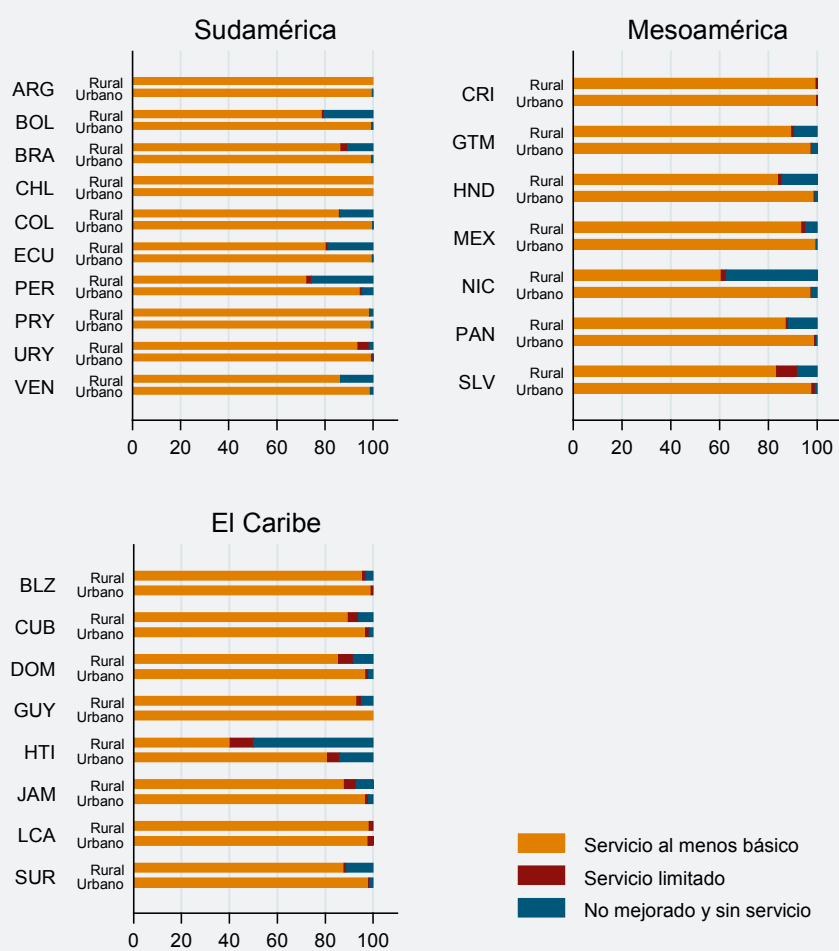 Sudamérica
ARG
Rural
Urbano
BOL
Rural
Urbano
BRA
Rural
Urbano
CHL
Rural
Urbano
COL
Rural
Urbano
ECU
Rural
Urbano
PER
Rural
Urbano
PRY
Rural
Urbano
URY
Rural
Urbano
VEN
Rural
Urbano
0 20 40 60 80 100
Mesoamérica
CRI
Rural
Urbano
GTM
Rural
Urbano
HND
Rural
Urbano
MEX
Rural
Urbano
NIC
Rural
Urbano
PAN
Rural
Urbano
SLV
Rural
Urbano
0 20 40 60 80 100
El Caribe
BLZ
Rural
Urbano
CUB
Rural
Urbano
DOM
Rural
Urbano
GUY
Rural
Urbano
HTI
Rural
Urbano
JAM
Rural
Urbano
LCA
Rural
Urbano
SUR
Rural
Urbano
0 20 40 60 80 100
Servicio al menos básico
Servicio limitado
No mejorado y sin servicio